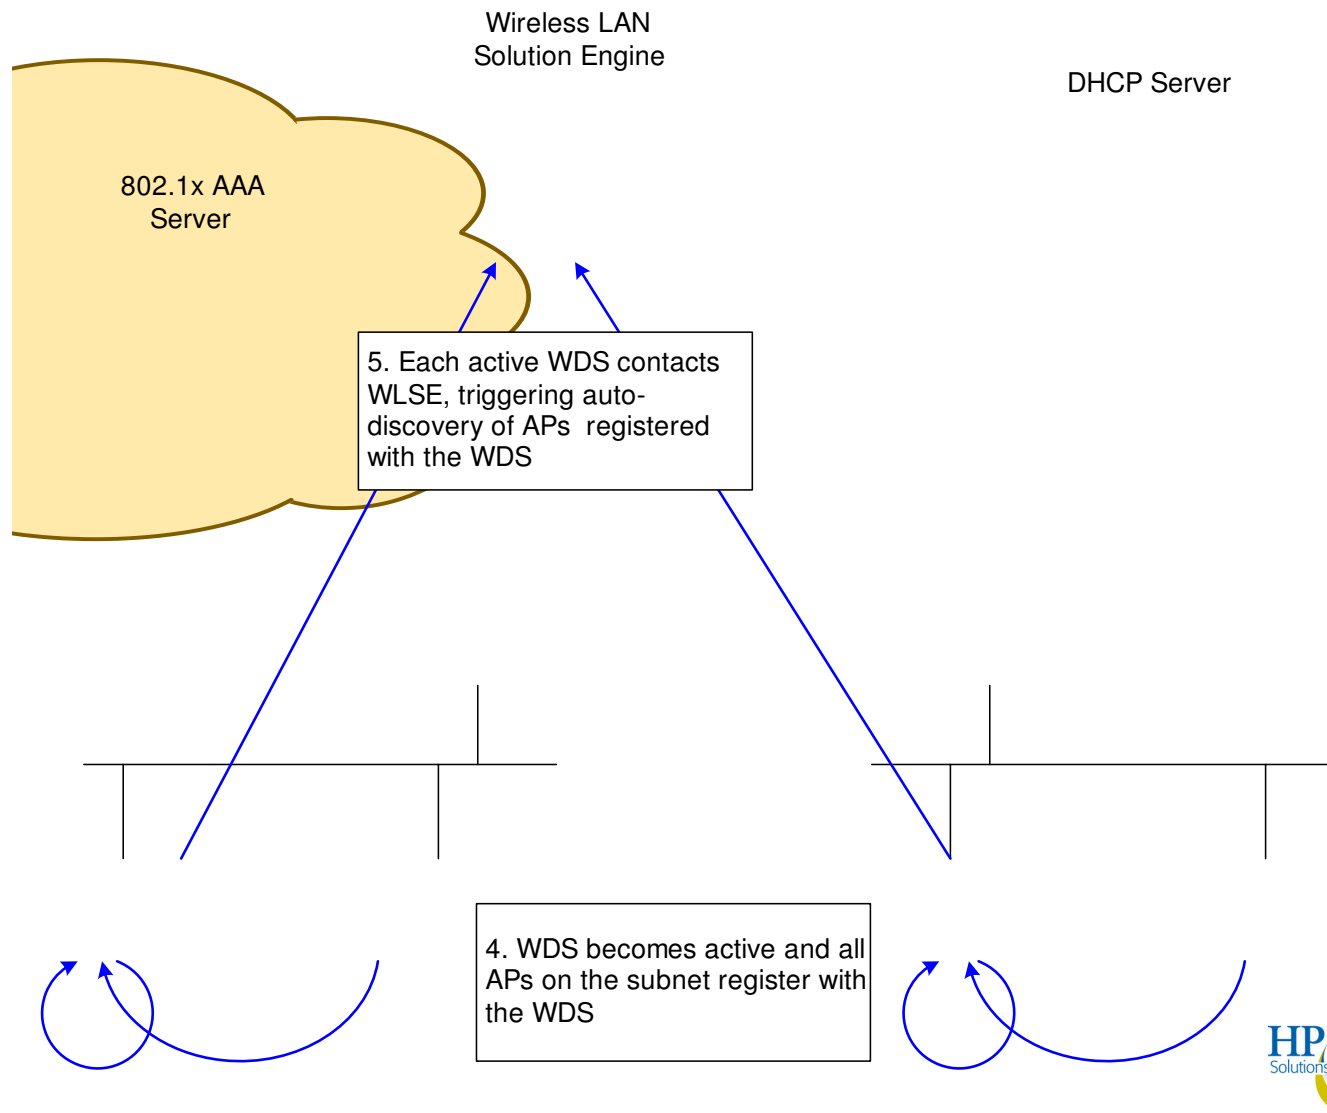 Wireless LAN
Solution Engine
DHCP Server
802.1x AAA
Server
5. Each active WDS contacts
WLSE, triggering auto-
discovery of APs registered
with the WDS
4. WDS becomes active and all
APs on the subnet register with
the WDS
HP
Solutions